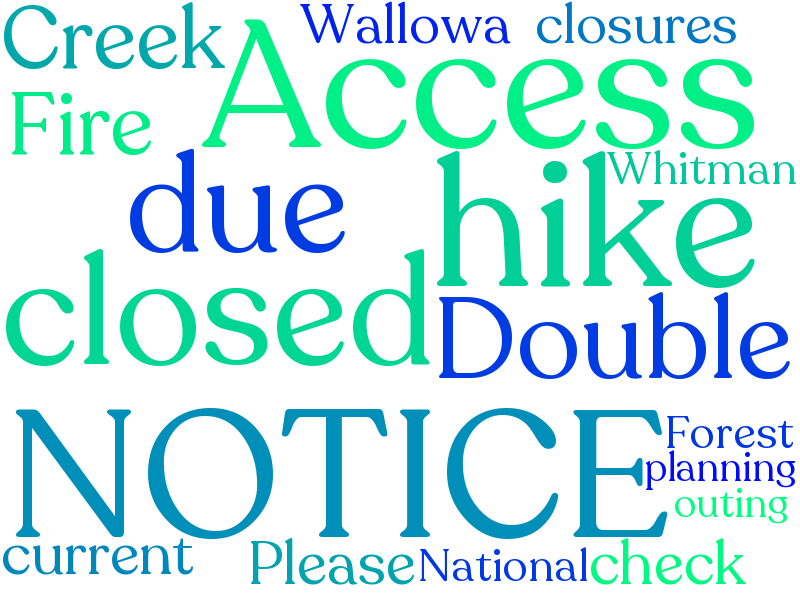 Creek Wallowa closures
Access
Fire
due hike Whitman
closed
Double
NOTICE
Forest
planning
outing
current Please National check